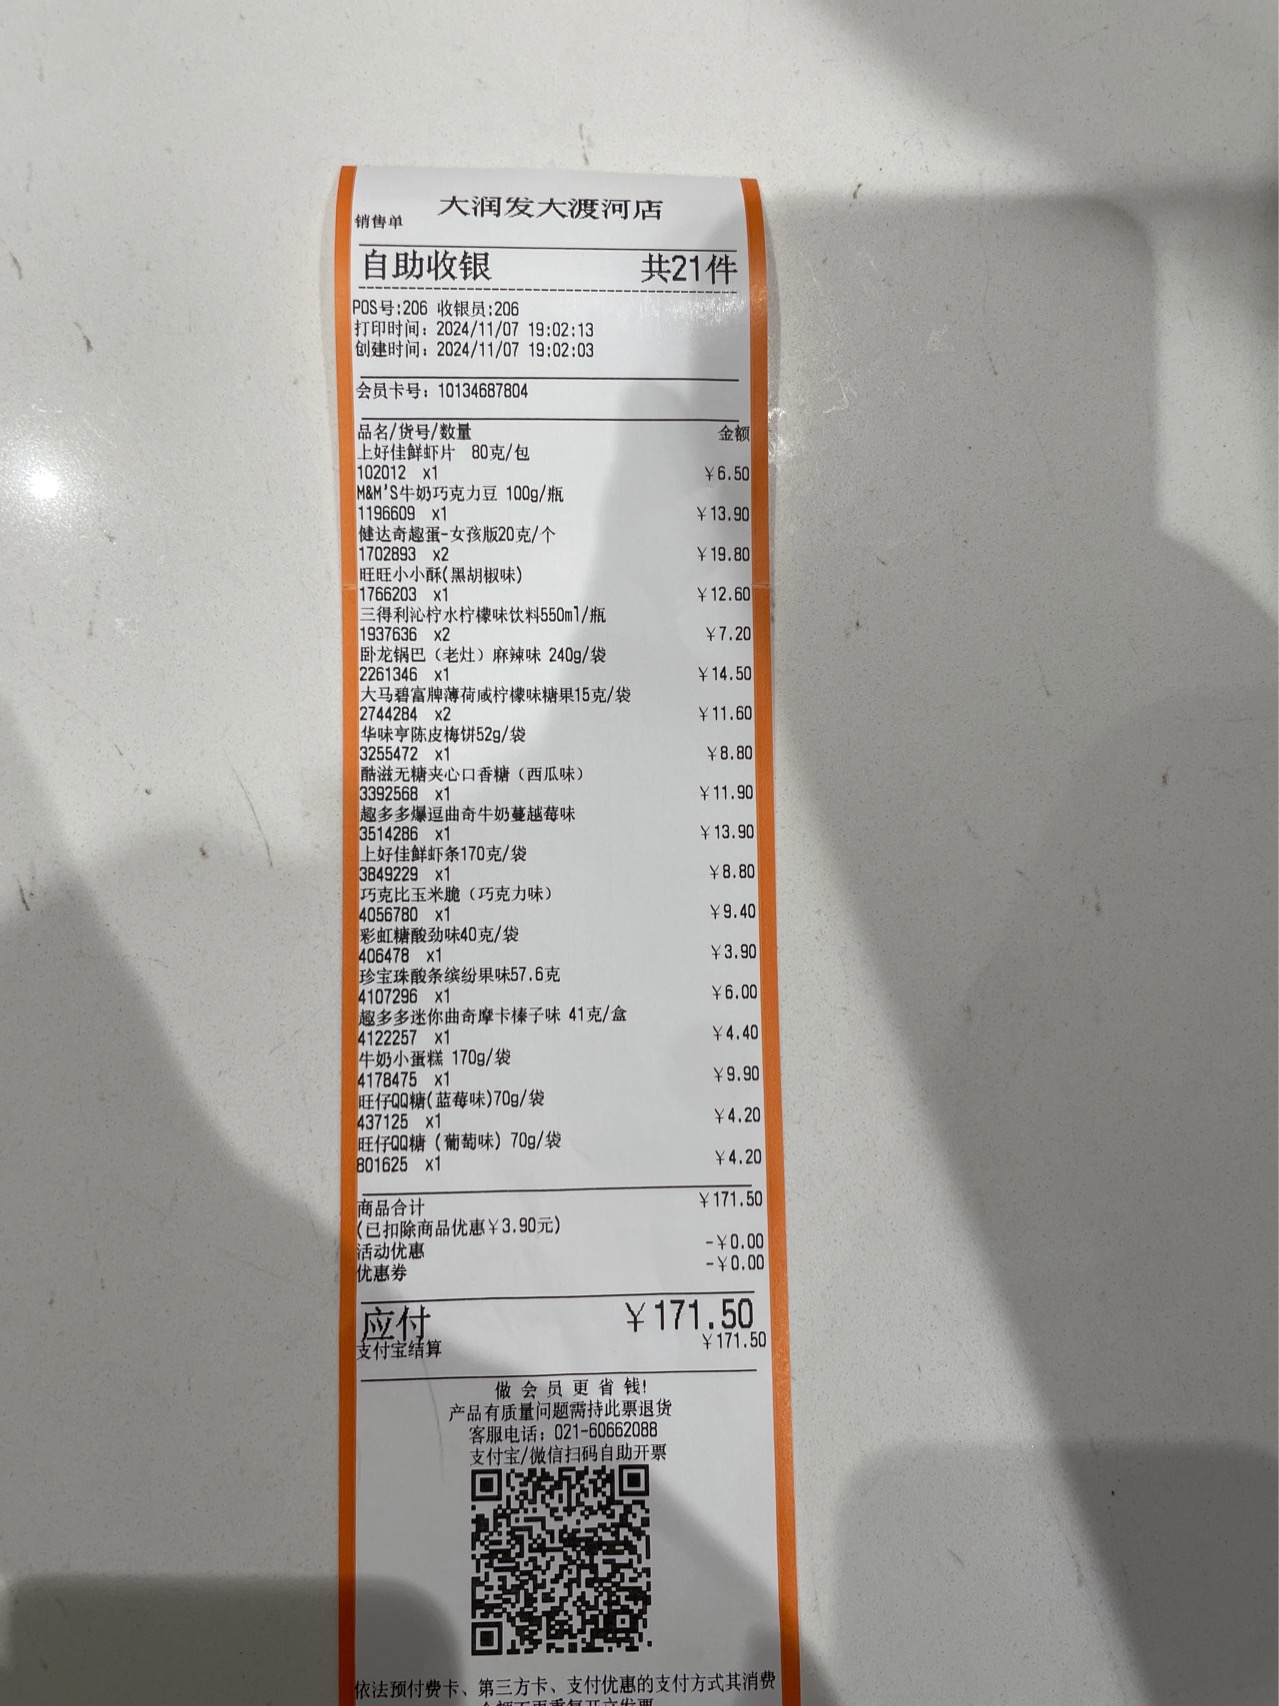 大润发大渡河店
销售单
自助收银 共21件
POS号:206 收银员:206
打印时间: 2024/11/07 19:02:13
创建时间: 2024/11/07 19:02:03
会员卡号: 10134687804
品名/货号/数量 金额
上好佳鲜虾片 80克/包
102012 x1 ￥6.50
M&M'S牛奶巧克力豆 100g/瓶
1196609 x1 ￥13.90
健达奇趣蛋-女孩版20克/个
1702893 x2 ￥19.80
旺旺小小酥(黑胡椒味)
1766203 x1 ￥12.60
三得利沁柠水柠檬味饮料550ml/瓶
1937636 x2 ￥7.20
卧龙锅巴（老灶）麻辣味 240g/袋
2261346 x1 ￥14.50
大马碧富牌薄荷咸柠檬味糖果15克/袋
2744284 x2 ￥11.60
华味亨陈皮梅饼52g/袋
3255472 x1 ￥8.80
酷滋无糖夹心口香糖（西瓜味）
3392568 x1 ￥11.90
趣多多爆逗曲奇牛奶蔓越莓味
3514286 x1 ￥13.90
上好佳鲜虾条170克/袋
3849229 x1 ￥8.80
巧克比玉米脆（巧克力味）
4056780 x1 ￥9.40
彩虹糖酸劲味40克/袋
406478 x1 ￥3.90
珍宝珠酸条缤纷果味57.6克
4107296 x1 ￥6.00
趣多多迷你曲奇摩卡榛子味 41克/盒
4122257 x1 ￥4.40
牛奶小蛋糕 170g/袋
4178475 x1 ￥9.90
旺仔QQ糖(蓝莓味)70g/袋
437125 x1 ￥4.20
旺仔QQ糖（葡萄味）70g/袋
801625 x1 ￥4.20
商品合计 ￥171.50
(已扣除商品优惠￥3.90元)
活动优惠 -￥0.00
优惠券 -￥0.00
应付 ￥171.50
支付宝结算 ￥171.50
做会员更省钱!
产品有质量问题需持此票退货
客服电话: 021-60662088
支付宝/微信扫码自助开票
依法预付费卡、第三方卡、支付优惠的支付方式其消费